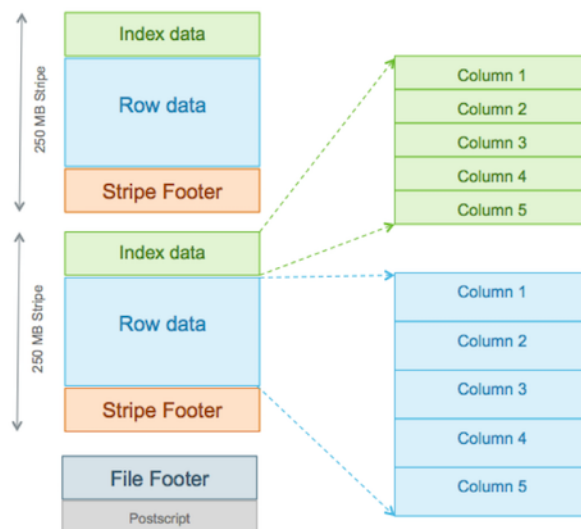 250 MB Stripe
Index data
Row data
Stripe Footer
250 MB Stripe
Index data
Row data
Stripe Footer
File Footer
Postscript
Column 1
Column 2
Column 3
Column 4
Column 5
Column 1
Column 2
Column 3
Column 4
Column 5